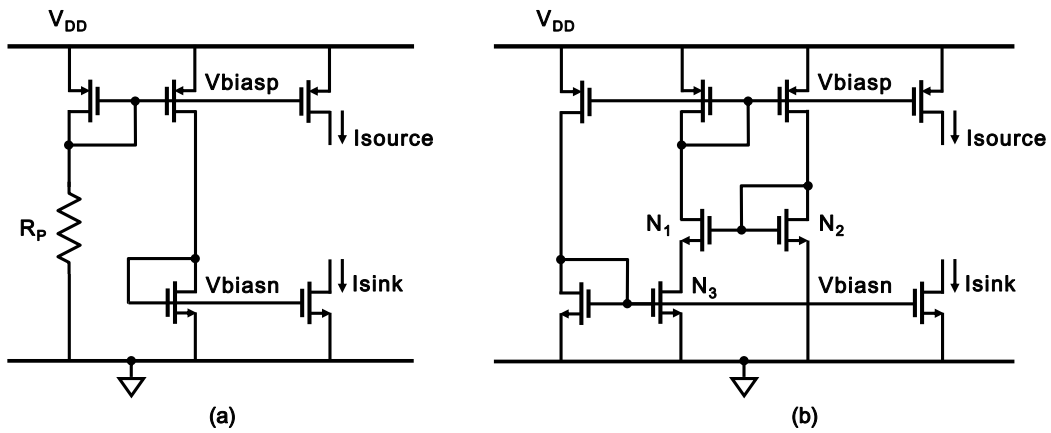 VDD
Vbiasp
Isource
RP
Vbiasn
Isink
(a)
VDD
Vbiasp
Isource
N1
N2
N3
Vbiasn
Isink
(b)